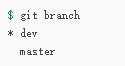 $ git branch
* dev
  master